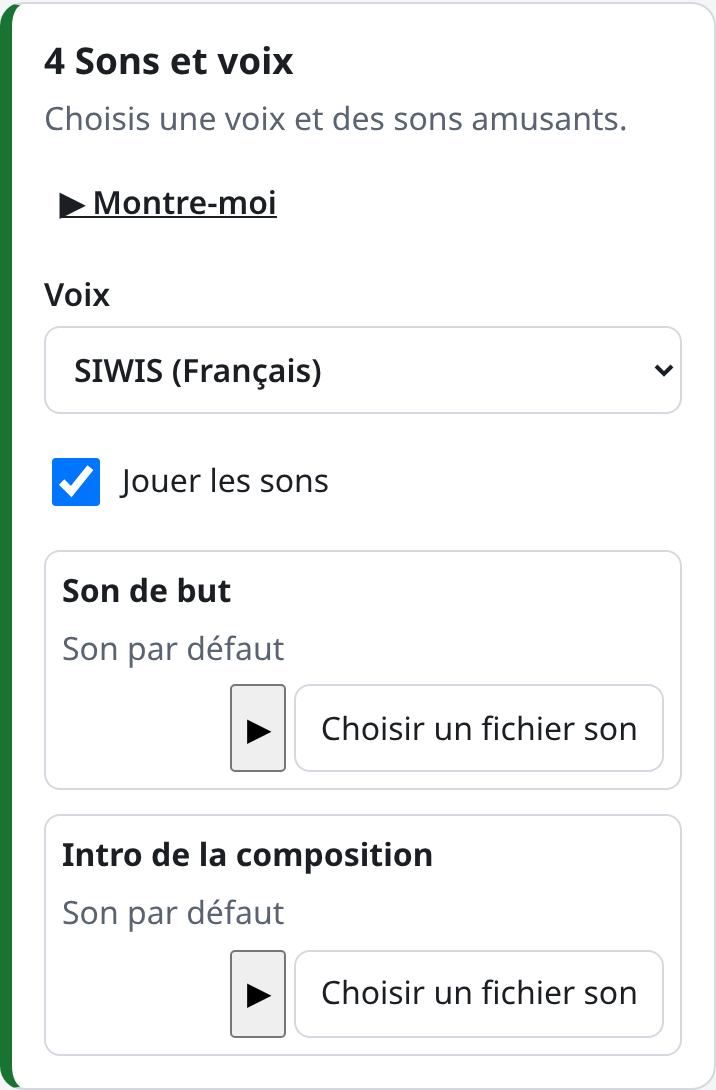 4 Sons et voix
Choisis une voix et des sons amusants.
▶ Montre-moi
Voix
SIWIS (Français)
Jouer les sons
Son de but
Son par défaut
▶ Choisir un fichier son
Intro de la composition
Son par défaut
▶ Choisir un fichier son